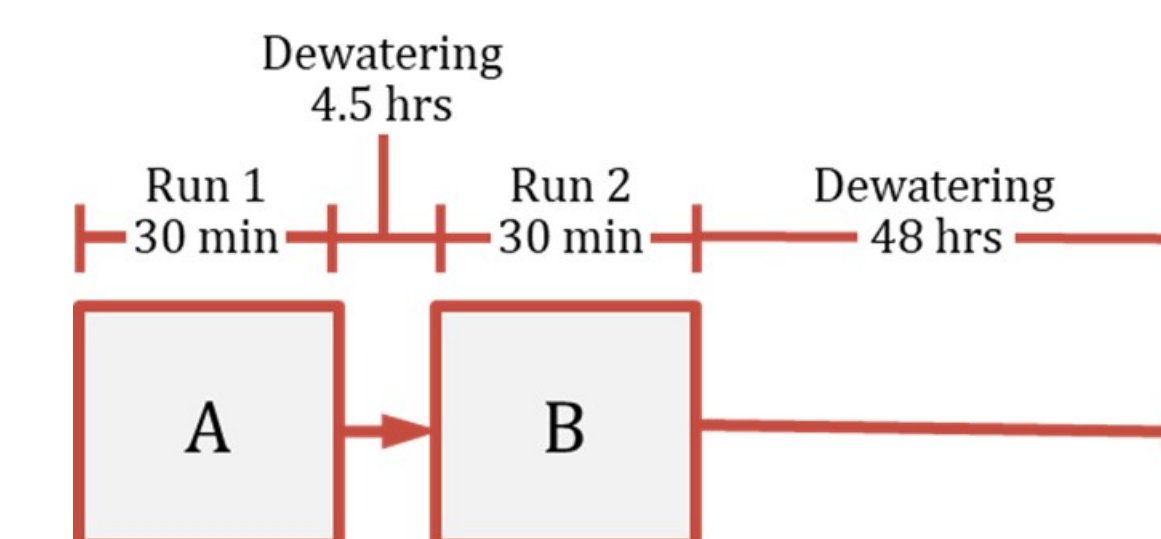 Dewatering
4.5 hrs
Run 1
30 min
Run 2
30 min
Dewatering
48 hrs
A
B